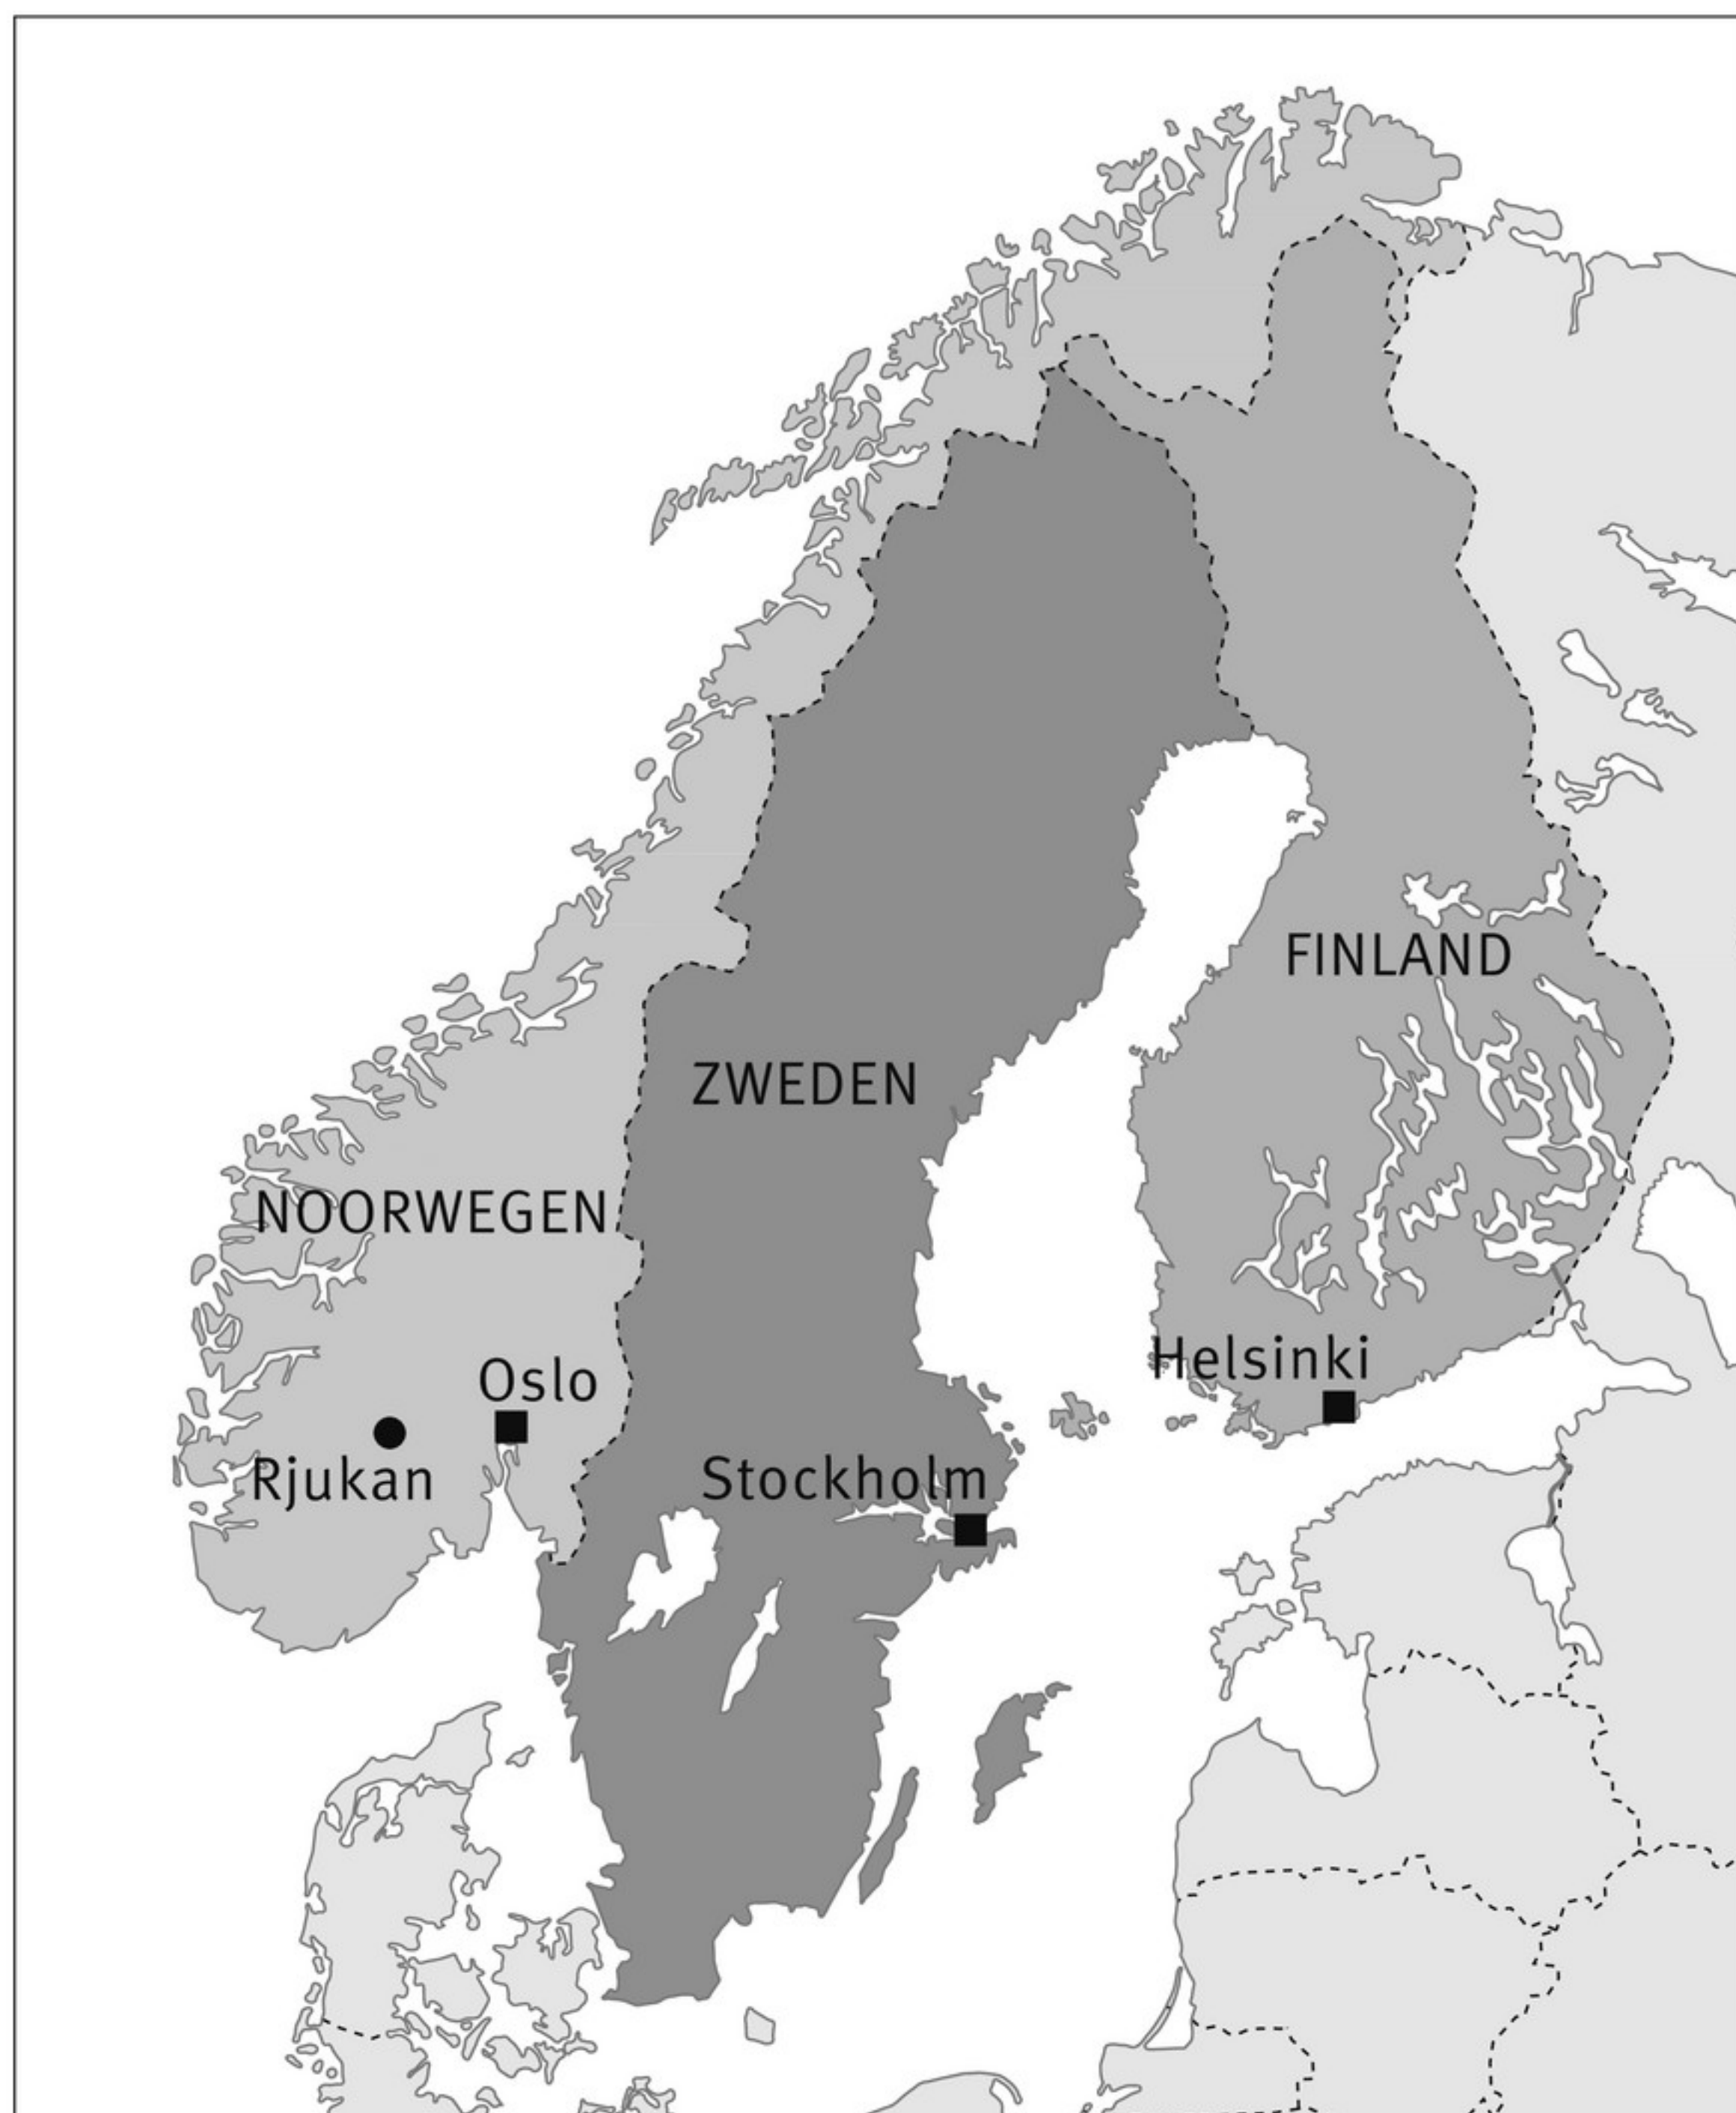 FINLAND
ZWEDEN
NOORWEGEN
Helsinki
Oslo
Rjukan
Stockholm